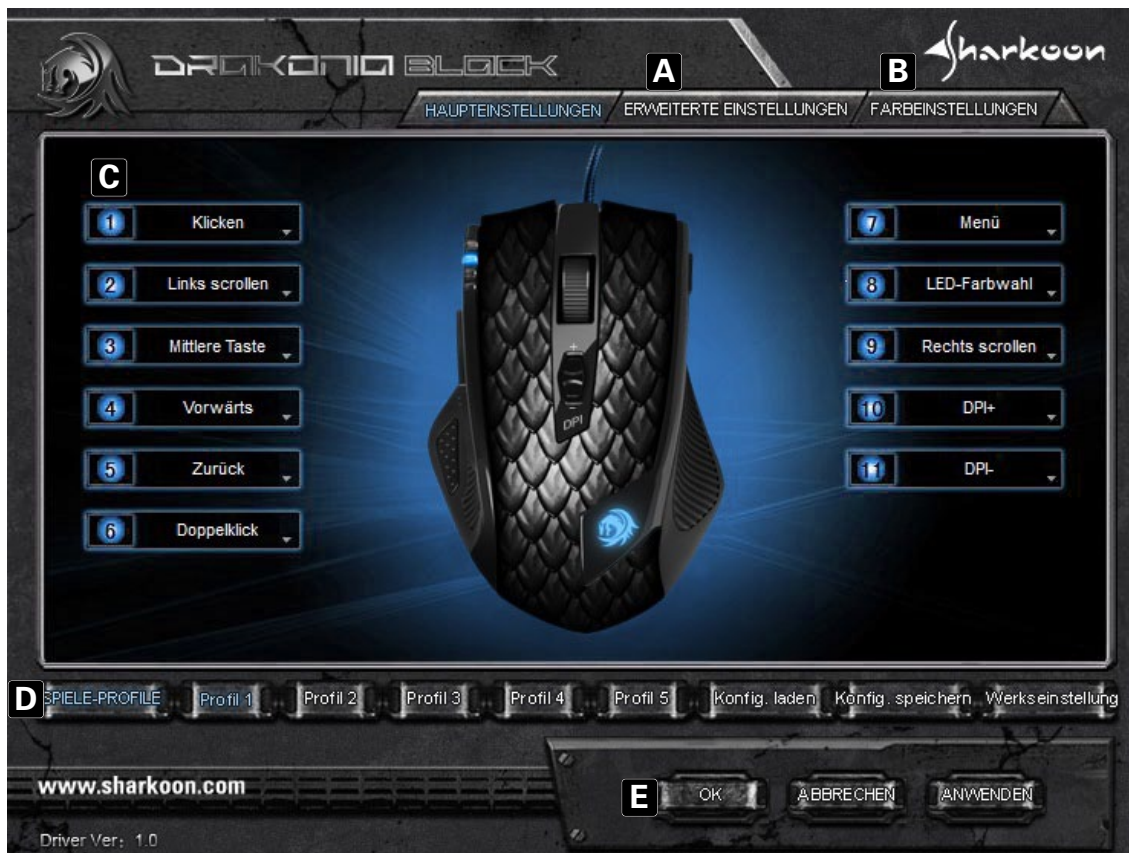 DRAKONIA BLACK
Sharkoon
A
B
HAUPTEINSTELLUNGEN
ERWEITERTE EINSTELLUNGEN
FARBEINSTELLUNGEN
C
1 Klicken
2 Links scrollen
3 Mittlere Taste
4 Vorwärts
5 Zurück
6 Doppelklick
+
DPI
7 Menü
8 LED-Farbwahl
9 Rechts scrollen
10 DPI+
11 DPI-
D
SPIELE-PROFILE
Profil 1
Profil 2
Profil 3
Profil 4
Profil 5
Konfig. laden
Konfig. speichern
Werkseinstellung
www.sharkoon.com
E
OK
ABBRECHEN
ANWENDEN
Driver Ver: 1.0